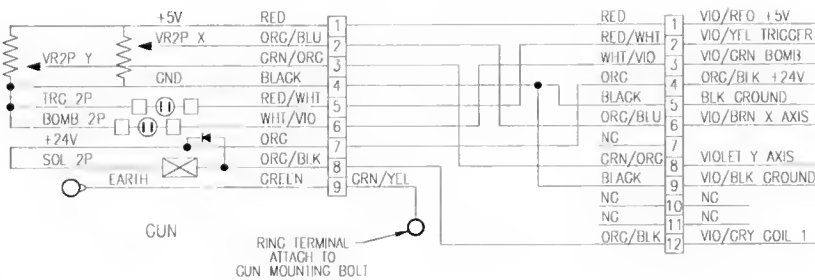 +5V RED 1
VR2P X ORG/BLU 2
VR2P Y GRN/ORG 3
GND BLACK 4
TRG 2P RED/WHT 5
BOMB 2P WHT/VIO 6
+24V ORG 7
SOL 2P ORG/BLK 8
EARTH GREEN 9 GRN/YEL
GUN
RING TERMINAL
ATTACH TO
GUN MOUNTING BOLT
RED 1 VIO/RED +5V
RED/WHT 2 VIO/YEL TRIGGER
WHT/VIO 3 VIO/GRN BOMB
ORG 4 ORG/BLK +24V
BLACK 5 BLK GROUND
ORG/BLU 6 VIO/BRN X AXIS
NC 7
GRN/ORG 8 VIOLET Y AXIS
BLACK 9 VIO/BLK GROUND
NC 10 NC
NC 11 NC
ORG/BLK 12 VIO/GRY COIL 1